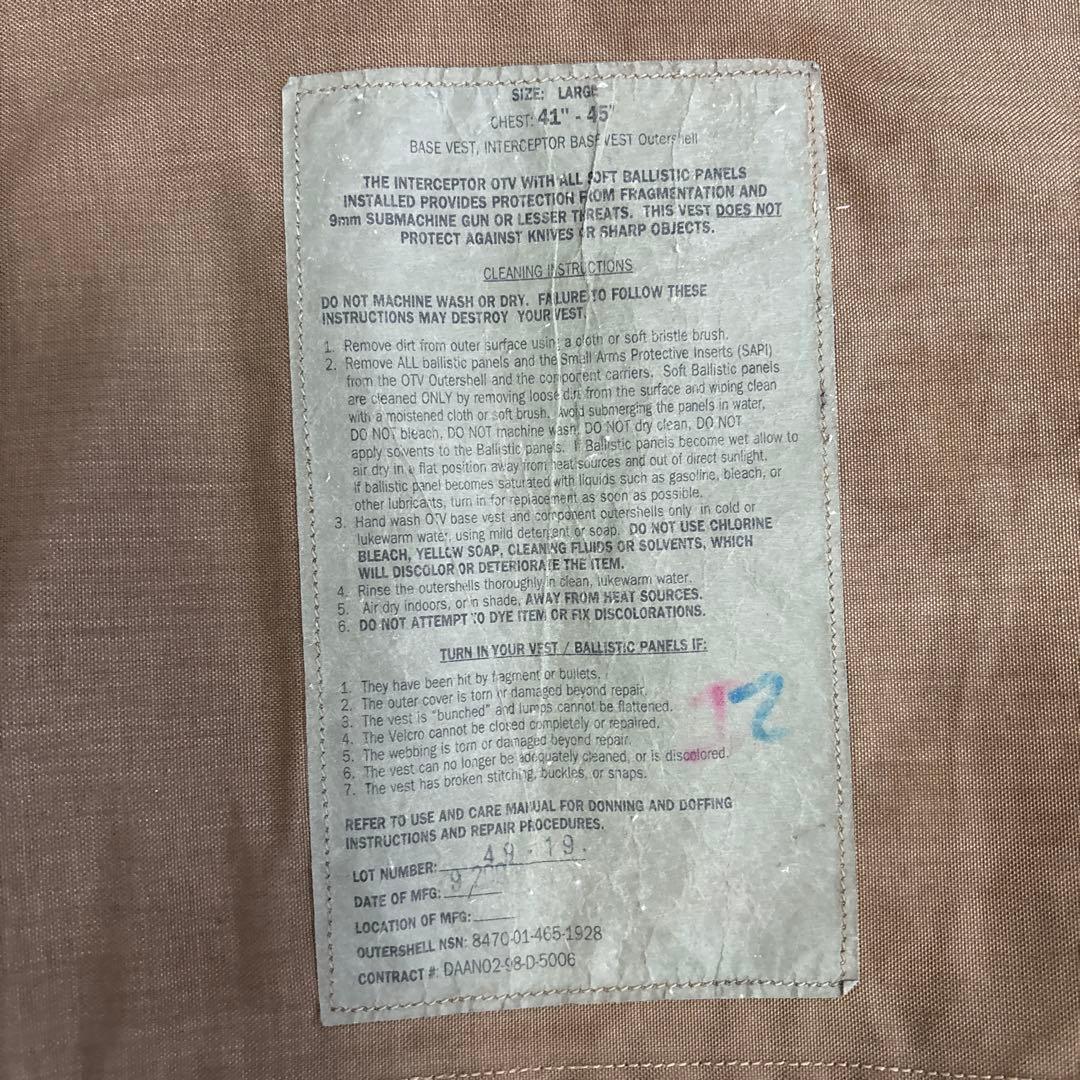 SIZE: LARGE
CHEST: 41" - 45"
BASE VEST, INTERCEPTOR BASE VEST Outershell
THE INTERCEPTOR OTV WITH ALL SOFT BALLISTIC PANELS
INSTALLED PROVIDES PROTECTION FROM FRAGMENTATION AND
9mm SUBMACHINE GUN OR LESSER THREATS. THIS VEST DOES NOT
PROTECT AGAINST KNIVES OR SHARP OBJECTS.
CLEANING INSTRUCTIONS
DO NOT MACHINE WASH OR DRY. FAILURE TO FOLLOW THESE
INSTRUCTIONS MAY DESTROY YOUR VEST.
1. Remove dirt from outer surface using a cloth or soft bristle brush.
2. Remove ALL ballistic panels and the Small Arms Protective Inserts (SAPI)
from the OTV Outershell and the component carriers. Soft Ballistic panels
are cleaned ONLY by removing loose dirt from the surface and wiping clean
with a moistened cloth or soft brush. Avoid submerging the panels in water,
DO NOT bleach, DO NOT machine wash, DO NOT dry clean, DO NOT
apply solvents to the Ballistic panels. If Ballistic panels become wet allow to
air dry in a flat position away from heat sources and out of direct sunlight.
If ballistic panel becomes saturated with liquids such as gasoline, bleach, or
other lubricants, turn in for replacement as soon as possible.
3. Hand wash OTV base vest and component outershells only in cold or
lukewarm water, using mild detergent or soap. DO NOT USE CHLORINE
BLEACH, YELLOW SOAP, CLEANING FLUIDS OR SOLVENTS, WHICH
WILL DISCOLOR OR DETERIORATE THE ITEM.
4. Rinse the outershells thoroughly in clean, lukewarm water.
5. Air dry indoors, or in shade, AWAY FROM HEAT SOURCES.
6. DO NOT ATTEMPT TO DYE ITEM OR FIX DISCOLORATIONS.
TURN IN YOUR VEST / BALLISTIC PANELS IF:
1. They have been hit by fragment or bullets.
2. The outer cover is torn or damaged beyond repair.
3. The vest is "bunched" and lumps cannot be flattened.
4. The Velcro cannot be closed completely or repaired.
5. The webbing is torn or damaged beyond repair.
6. The vest can no longer be adequately cleaned, or is discolored.
7. The vest has broken stitching, buckles, or snaps.
REFER TO USE AND CARE MANUAL FOR DONNING AND DOFFING
INSTRUCTIONS AND REPAIR PROCEDURES.
LOT NUMBER: 49-19.
DATE OF MFG:
LOCATION OF MFG:
OUTERSHELL NSN: 8470-01-465-1928
CONTRACT #: DAAN02-98-D-5006